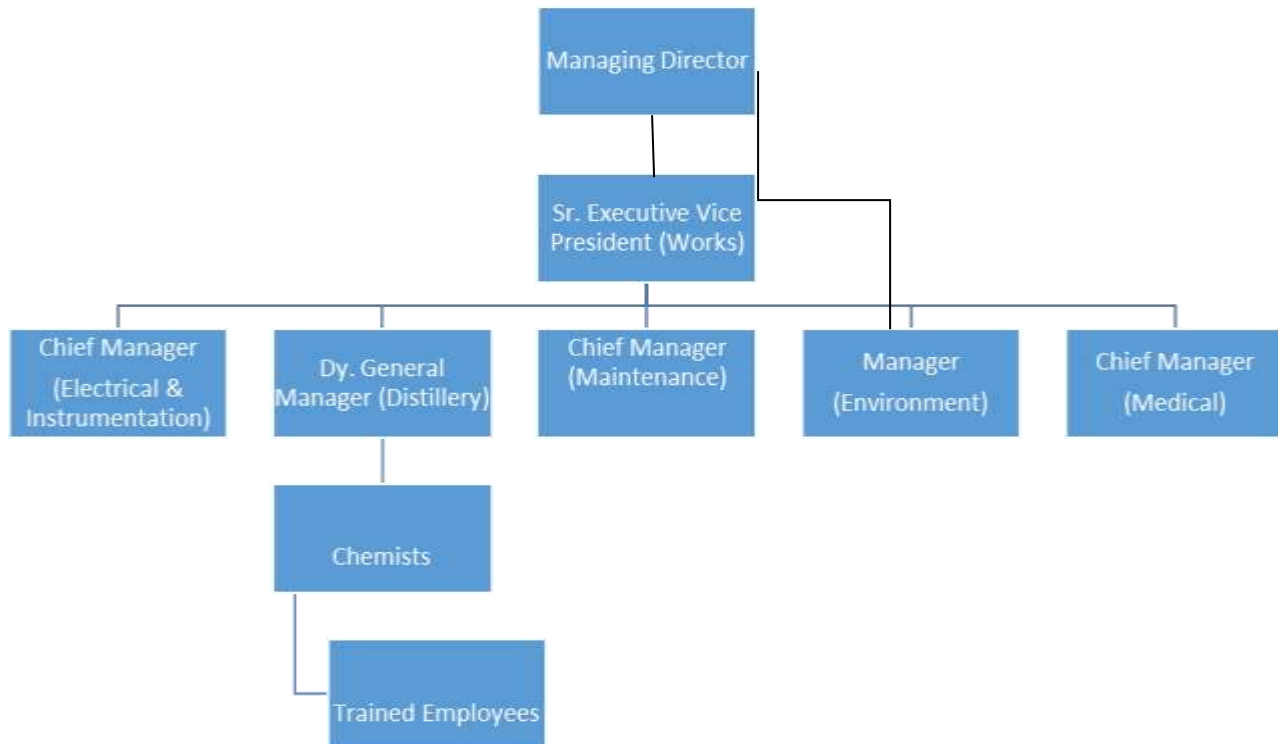 Managing Director
Sr. Executive Vice
President (Works)
Chief Manager
(Electrical &
Instrumentation)
Dy. General
Manager (Distillery)
Chief Manager
(Maintenance)
Manager
(Environment)
Chief Manager
(Medical)
Chemists
Trained Employees